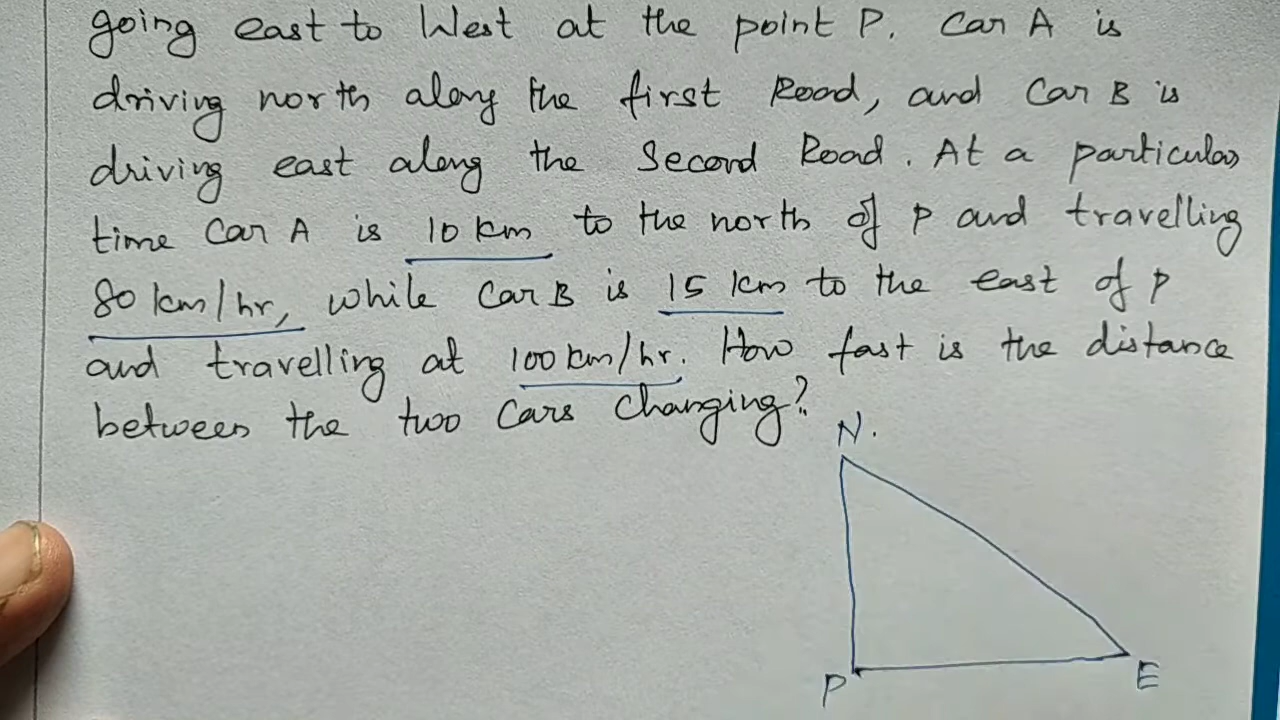 going east to West at the point P. Car A is
driving north along the first Road, and Car B is
driving east along the Second Road. At a particular
time Car A is 10 km to the north of P and travelling
80 km/hr, while Car B is 15 km to the east of P
and travelling at 100 km/hr. How fast is the distance
between the two Cars Changing?
N.
P
E